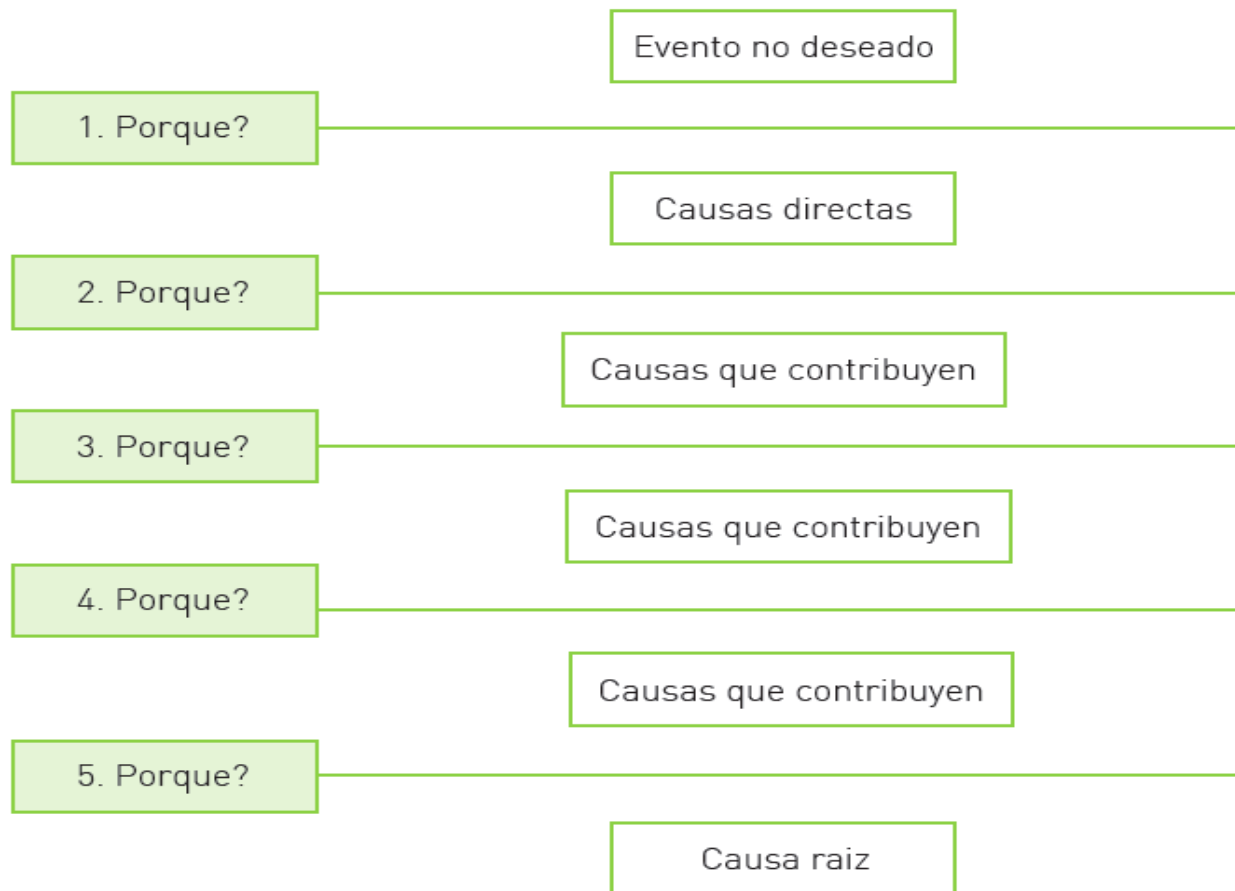 Evento no deseado
1. Porque?
Causas directas
2. Porque?
Causas que contribuyen
3. Porque?
Causas que contribuyen
4. Porque?
Causas que contribuyen
5. Porque?
Causa raiz